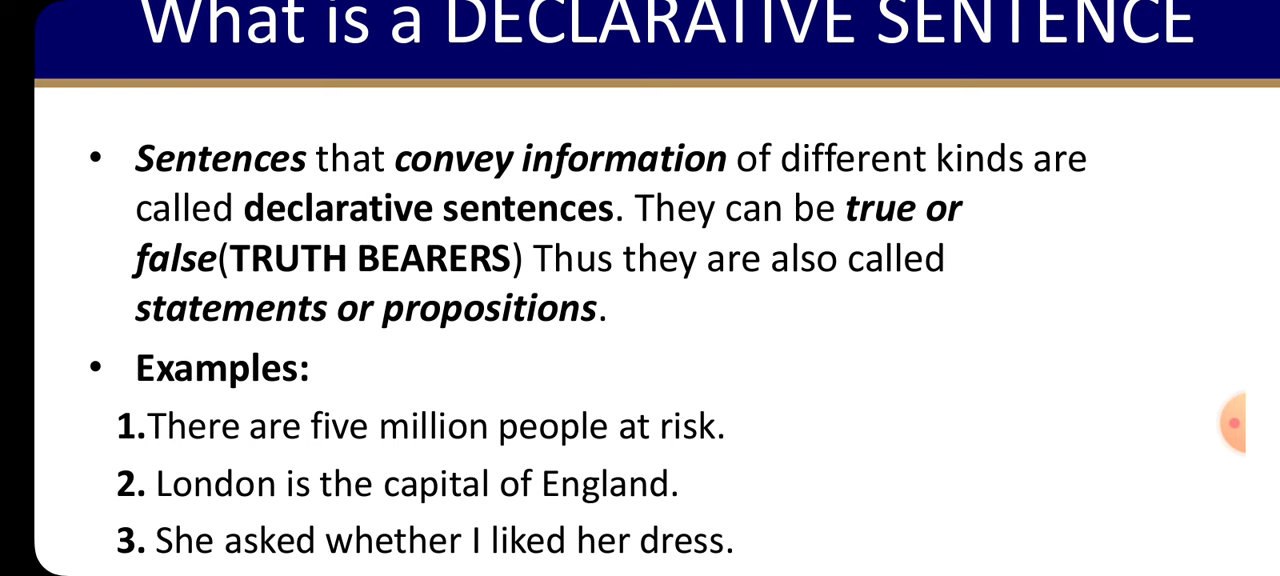 What is a DECLARATIVE SENTENCE
• Sentences that convey information of different kinds are
called declarative sentences. They can be true or
false(TRUTH BEARERS) Thus they are also called
statements or propositions.
• Examples:
1.There are five million people at risk.
2. London is the capital of England.
3. She asked whether I liked her dress.